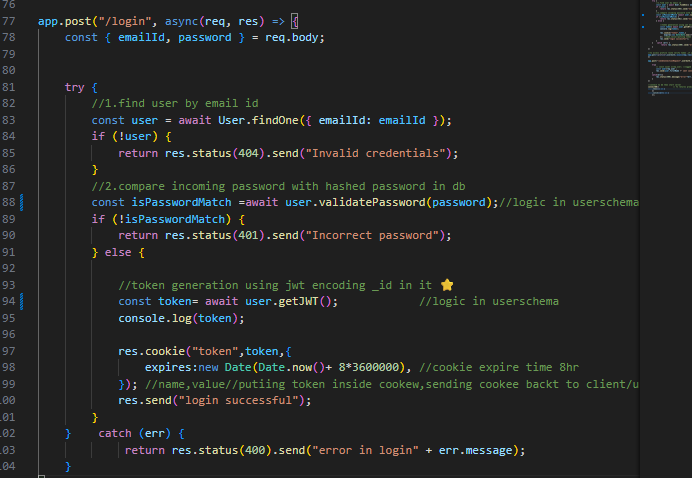 76
77 app.post("/login", async(req, res) => {
78 const { emailId, password } = req.body;
79
80
81 try {
82 //1.find user by email id
83 const user = await User.findOne({ emailId: emailId });
84 if (!user) {
85 return res.status(404).send("Invalid credentials");
86 }
87 //2.compare incoming password with hashed password in db
88 const isPasswordMatch =await user.validatePassword(password);//logic in userschema
89 if (!isPasswordMatch) {
90 return res.status(401).send("Incorrect password");
91 } else {
92
93 //token generation using jwt encoding _id in it ⭐
94 const token= await user.getJWT(); //logic in userschema
95 console.log(token);
96
97 res.cookie("token",token,{
98 expires:new Date(Date.now()+ 8*3600000), //cookie expire time 8hr
99 }); //name,value//putiing token inside cookew,sending cookee backt to client/u
100 res.send("login successful");
101 }
102 } catch (err) {
103 return res.status(400).send("error in login" + err.message);
104 }